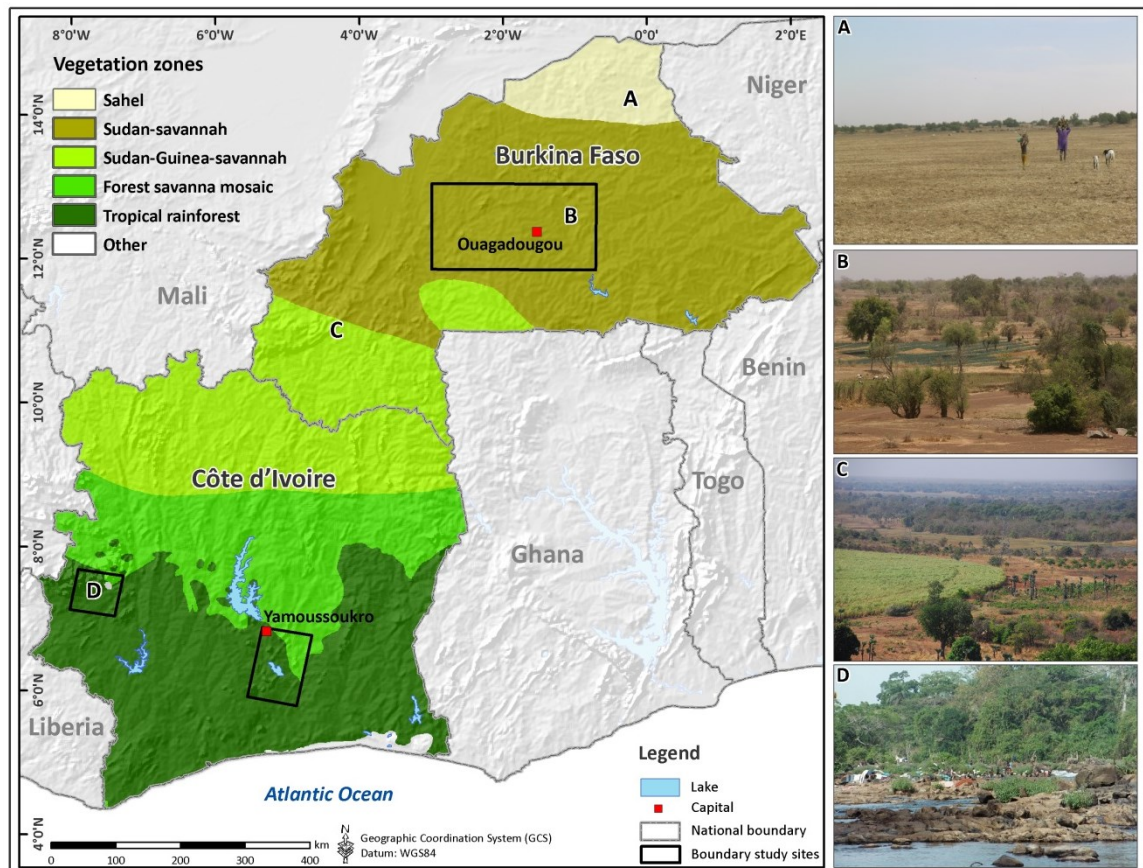 8°0'W 6°0'W 4°0'W 2°0'W 0°0' 2°0'E
Vegetation zones
Sahel
Sudan-savannah
Sudan-Guinea-savannah
Forest savanna mosaic
Tropical rainforest
Other
14°0'N
12°0'N
10°0'N
8°0'N
6°0'N
4°0'N
Niger
A
Burkina Faso
B
Ouagadougou
Mali
C
Benin
Côte d'Ivoire
Togo
Ghana
D
Yamoussoukro
Liberia
Atlantic Ocean
Legend
Lake
Capital
National boundary
Boundary study sites
0 100 200 300 400
km
N
Geographic Coordination System (GCS)
Datum: WGS84
A
B
C
D